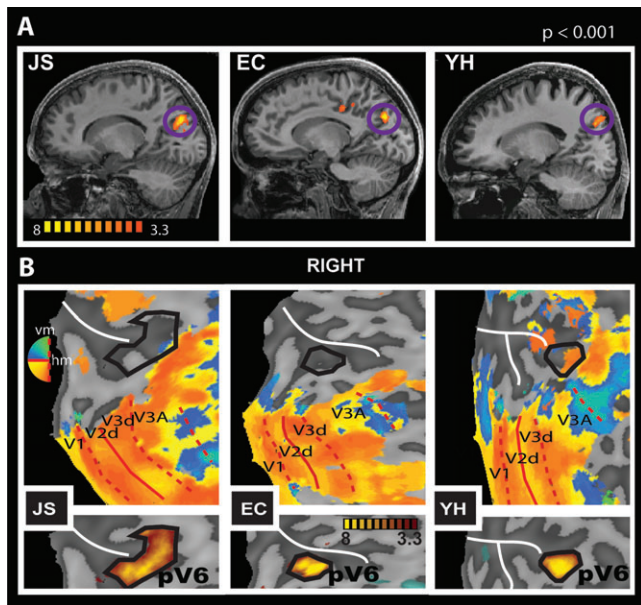 A
p < 0.001
JS
EC
YH
8 3.3
B
RIGHT
vm
hm
V1
V2d
V3d
V3A
V1
V2d
V3d
V1
V2d
V3d
V3A
JS
EC
YH
8 3.3
pV6
pV6
pV6